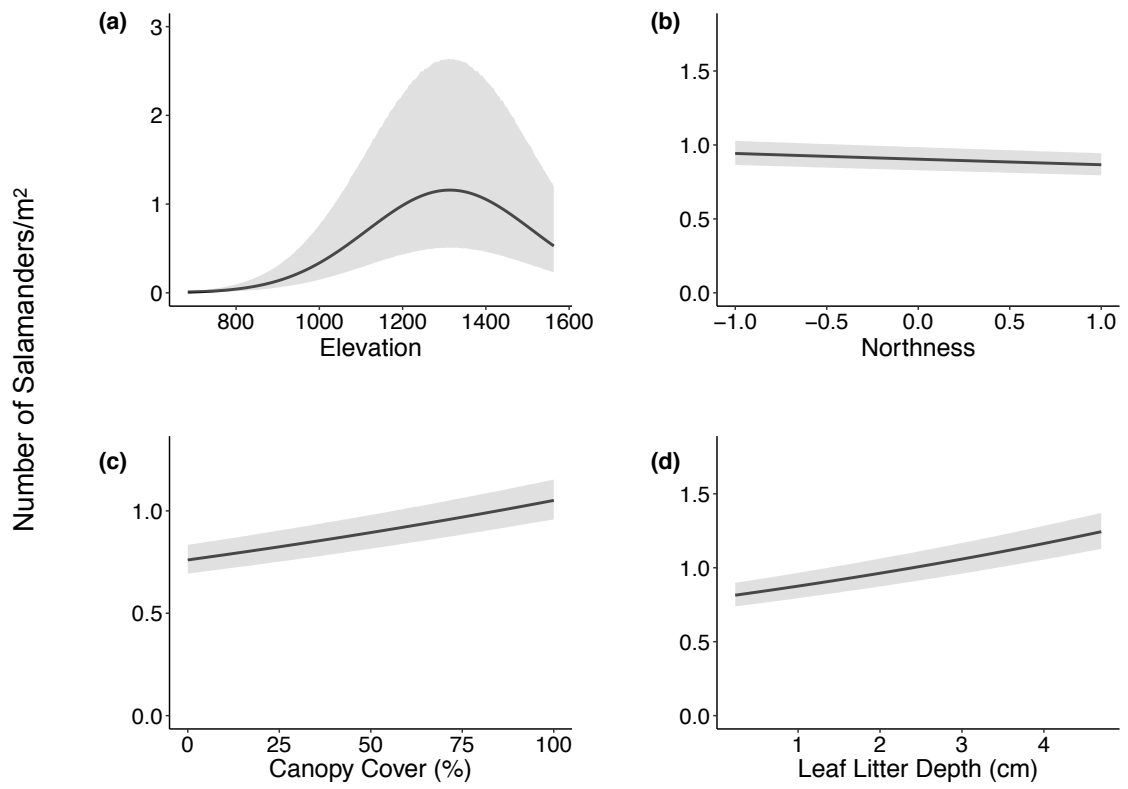 Number of Salamanders/m²
(a)
3
2
1
0
800 1000 1200 1400 1600
Elevation
(b)
1.5
1.0
0.5
0.0
−1.0 −0.5 0.0 0.5 1.0
Northness
(c)
1.0
0.5
0.0
0 25 50 75 100
Canopy Cover (%)
(d)
1.5
1.0
0.5
0.0
1 2 3 4
Leaf Litter Depth (cm)